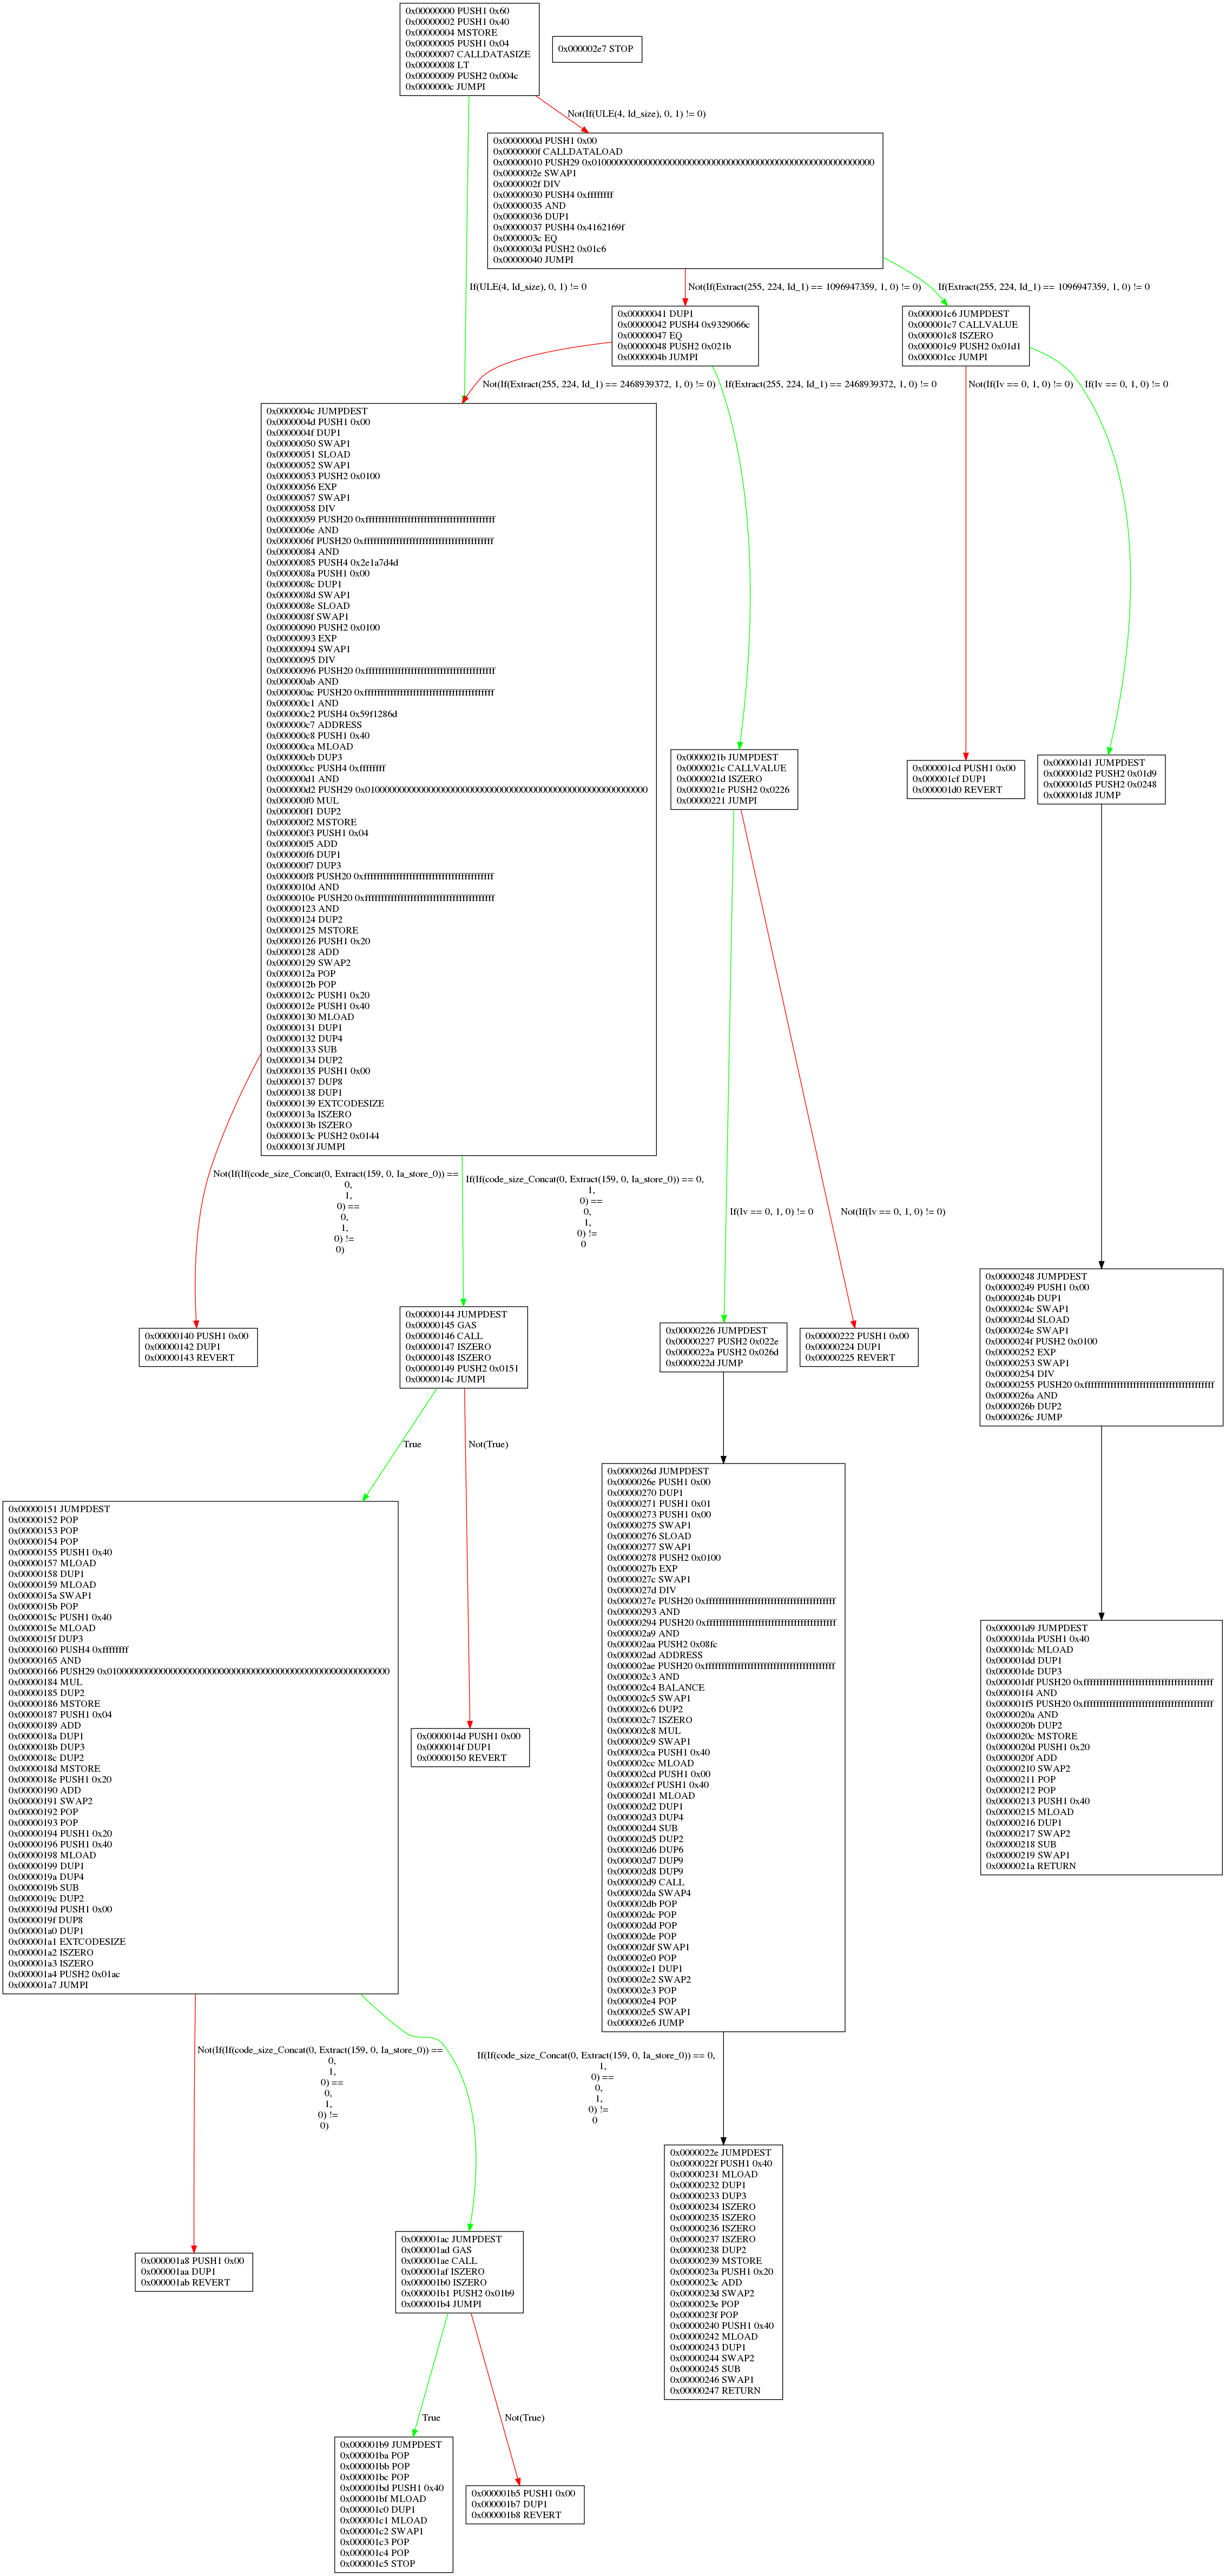 0x00000000 PUSH1 0x60
0x00000002 PUSH1 0x40
0x00000004 MSTORE
0x00000005 PUSH1 0x04
0x00000007 CALLDATASIZE
0x00000008 LT
0x00000009 PUSH2 0x004c
0x0000000c JUMPI
0x000002e7 STOP
Not(If(ULE(4, Id_size), 0, 1) != 0)
0x0000000d PUSH1 0x00
0x0000000f CALLDATALOAD
0x00000010 PUSH29 0x0100000000000000000000000000000000000000000000000000000000
0x0000002e SWAP1
0x0000002f DIV
0x00000030 PUSH4 0xffffffff
0x00000035 AND
0x00000036 DUP1
0x00000037 PUSH4 0x4162169f
0x0000003c EQ
0x0000003d PUSH2 0x01c6
0x00000040 JUMPI
If(ULE(4, Id_size), 0, 1) != 0
Not(If(Extract(255, 224, Id_1) == 1096947359, 1, 0) != 0)
If(Extract(255, 224, Id_1) == 1096947359, 1, 0) != 0
0x00000041 DUP1
0x00000042 PUSH4 0x9329066c
0x00000047 EQ
0x00000048 PUSH2 0x021b
0x0000004b JUMPI
0x000001c6 JUMPDEST
0x000001c7 CALLVALUE
0x000001c8 ISZERO
0x000001c9 PUSH2 0x01d1
0x000001cc JUMPI
Not(If(Extract(255, 224, Id_1) == 2468939372, 1, 0) != 0)
If(Extract(255, 224, Id_1) == 2468939372, 1, 0) != 0
Not(If(Iv == 0, 1, 0) != 0)
If(Iv == 0, 1, 0) != 0
0x0000004c JUMPDEST
0x0000004d PUSH1 0x00
0x0000004f DUP1
0x00000050 SWAP1
0x00000051 SLOAD
0x00000052 SWAP1
0x00000053 PUSH2 0x0100
0x00000056 EXP
0x00000057 SWAP1
0x00000058 DIV
0x00000059 PUSH20 0xffffffffffffffffffffffffffffffffffffffff
0x0000006e AND
0x0000006f PUSH20 0xffffffffffffffffffffffffffffffffffffffff
0x00000084 AND
0x00000085 PUSH4 0x2e1a7d4d
0x0000008a PUSH1 0x00
0x0000008c DUP1
0x0000008d SWAP1
0x0000008e SLOAD
0x0000008f SWAP1
0x00000090 PUSH2 0x0100
0x00000093 EXP
0x00000094 SWAP1
0x00000095 DIV
0x00000096 PUSH20 0xffffffffffffffffffffffffffffffffffffffff
0x000000ab AND
0x000000ac PUSH20 0xffffffffffffffffffffffffffffffffffffffff
0x000000c1 AND
0x000000c2 PUSH4 0x59f1286d
0x000000c7 ADDRESS
0x000000c8 PUSH1 0x40
0x000000ca MLOAD
0x000000cb DUP3
0x000000cc PUSH4 0xffffffff
0x000000d1 AND
0x000000d2 PUSH29 0x0100000000000000000000000000000000000000000000000000000000
0x000000f0 MUL
0x000000f1 DUP2
0x000000f2 MSTORE
0x000000f3 PUSH1 0x04
0x000000f5 ADD
0x000000f6 DUP1
0x000000f7 DUP3
0x000000f8 PUSH20 0xffffffffffffffffffffffffffffffffffffffff
0x0000010d AND
0x0000010e PUSH20 0xffffffffffffffffffffffffffffffffffffffff
0x00000123 AND
0x00000124 DUP2
0x00000125 MSTORE
0x00000126 PUSH1 0x20
0x00000128 ADD
0x00000129 SWAP2
0x0000012a POP
0x0000012b POP
0x0000012c PUSH1 0x20
0x0000012e PUSH1 0x40
0x00000130 MLOAD
0x00000131 DUP1
0x00000132 DUP4
0x00000133 SUB
0x00000134 DUP2
0x00000135 PUSH1 0x00
0x00000137 DUP8
0x00000138 DUP1
0x00000139 EXTCODESIZE
0x0000013a ISZERO
0x0000013b ISZERO
0x0000013c PUSH2 0x0144
0x0000013f JUMPI
0x0000021b JUMPDEST
0x0000021c CALLVALUE
0x0000021d ISZERO
0x0000021e PUSH2 0x0226
0x00000221 JUMPI
0x000001cd PUSH1 0x00
0x000001cf DUP1
0x000001d0 REVERT
0x000001d1 JUMPDEST
0x000001d2 PUSH2 0x01d9
0x000001d5 PUSH2 0x0248
0x000001d8 JUMP
Not(If(If(code_size_Concat(0, Extract(159, 0, Ia_store_0)) ==
0,
1,
0) ==
0,
1,
0) !=
0)
If(If(code_size_Concat(0, Extract(159, 0, Ia_store_0)) == 0,
1,
0) ==
0,
1,
0) !=
0
If(Iv == 0, 1, 0) != 0
Not(If(Iv == 0, 1, 0) != 0)
0x00000248 JUMPDEST
0x00000249 PUSH1 0x00
0x0000024b DUP1
0x0000024c SWAP1
0x0000024d SLOAD
0x0000024e SWAP1
0x0000024f PUSH2 0x0100
0x00000252 EXP
0x00000253 SWAP1
0x00000254 DIV
0x00000255 PUSH20 0xffffffffffffffffffffffffffffffffffffffff
0x0000026a AND
0x0000026b DUP2
0x0000026c JUMP
0x00000140 PUSH1 0x00
0x00000142 DUP1
0x00000143 REVERT
0x00000144 JUMPDEST
0x00000145 GAS
0x00000146 CALL
0x00000147 ISZERO
0x00000148 ISZERO
0x00000149 PUSH2 0x0151
0x0000014c JUMPI
0x00000226 JUMPDEST
0x00000227 PUSH2 0x022e
0x0000022a PUSH2 0x026d
0x0000022d JUMP
0x00000222 PUSH1 0x00
0x00000224 DUP1
0x00000225 REVERT
True
Not(True)
0x00000151 JUMPDEST
0x00000152 POP
0x00000153 POP
0x00000154 POP
0x00000155 PUSH1 0x40
0x00000157 MLOAD
0x00000158 DUP1
0x00000159 MLOAD
0x0000015a SWAP1
0x0000015b POP
0x0000015c PUSH1 0x40
0x0000015e MLOAD
0x0000015f DUP3
0x00000160 PUSH4 0xffffffff
0x00000165 AND
0x00000166 PUSH29 0x0100000000000000000000000000000000000000000000000000000000
0x00000184 MUL
0x00000185 DUP2
0x00000186 MSTORE
0x00000187 PUSH1 0x04
0x00000189 ADD
0x0000018a DUP1
0x0000018b DUP3
0x0000018c DUP2
0x0000018d MSTORE
0x0000018e PUSH1 0x20
0x00000190 ADD
0x00000191 SWAP2
0x00000192 POP
0x00000193 POP
0x00000194 PUSH1 0x20
0x00000196 PUSH1 0x40
0x00000198 MLOAD
0x00000199 DUP1
0x0000019a DUP4
0x0000019b SUB
0x0000019c DUP2
0x0000019d PUSH1 0x00
0x0000019f DUP8
0x000001a0 DUP1
0x000001a1 EXTCODESIZE
0x000001a2 ISZERO
0x000001a3 ISZERO
0x000001a4 PUSH2 0x01ac
0x000001a7 JUMPI
0x0000014d PUSH1 0x00
0x0000014f DUP1
0x00000150 REVERT
0x0000026d JUMPDEST
0x0000026e PUSH1 0x00
0x00000270 DUP1
0x00000271 PUSH1 0x01
0x00000273 PUSH1 0x00
0x00000275 SWAP1
0x00000276 SLOAD
0x00000277 SWAP1
0x00000278 PUSH2 0x0100
0x0000027b EXP
0x0000027c SWAP1
0x0000027d DIV
0x0000027e PUSH20 0xffffffffffffffffffffffffffffffffffffffff
0x00000293 AND
0x00000294 PUSH20 0xffffffffffffffffffffffffffffffffffffffff
0x000002a9 AND
0x000002aa PUSH2 0x08fc
0x000002ad ADDRESS
0x000002ae PUSH20 0xffffffffffffffffffffffffffffffffffffffff
0x000002c3 AND
0x000002c4 BALANCE
0x000002c5 SWAP1
0x000002c6 DUP2
0x000002c7 ISZERO
0x000002c8 MUL
0x000002c9 SWAP1
0x000002ca PUSH1 0x40
0x000002cc MLOAD
0x000002cd PUSH1 0x00
0x000002cf PUSH1 0x40
0x000002d1 MLOAD
0x000002d2 DUP1
0x000002d3 DUP4
0x000002d4 SUB
0x000002d5 DUP2
0x000002d6 DUP6
0x000002d7 DUP9
0x000002d8 DUP9
0x000002d9 CALL
0x000002da SWAP4
0x000002db POP
0x000002dc POP
0x000002dd POP
0x000002de POP
0x000002df SWAP1
0x000002e0 POP
0x000002e1 DUP1
0x000002e2 SWAP2
0x000002e3 POP
0x000002e4 POP
0x000002e5 SWAP1
0x000002e6 JUMP
0x000001d9 JUMPDEST
0x000001da PUSH1 0x40
0x000001dc MLOAD
0x000001dd DUP1
0x000001de DUP3
0x000001df PUSH20 0xffffffffffffffffffffffffffffffffffffffff
0x000001f4 AND
0x000001f5 PUSH20 0xffffffffffffffffffffffffffffffffffffffff
0x0000020a AND
0x0000020b DUP2
0x0000020c MSTORE
0x0000020d PUSH1 0x20
0x0000020f ADD
0x00000210 SWAP2
0x00000211 POP
0x00000212 POP
0x00000213 PUSH1 0x40
0x00000215 MLOAD
0x00000216 DUP1
0x00000217 SWAP2
0x00000218 SUB
0x00000219 SWAP1
0x0000021a RETURN
Not(If(If(code_size_Concat(0, Extract(159, 0, Ia_store_0)) ==
0,
1,
0) ==
0,
1,
0) !=
0)
If(If(code_size_Concat(0, Extract(159, 0, Ia_store_0)) == 0,
1,
0) ==
0,
1,
0) !=
0
0x0000022e JUMPDEST
0x0000022f PUSH1 0x40
0x00000231 MLOAD
0x00000232 DUP1
0x00000233 DUP3
0x00000234 ISZERO
0x00000235 ISZERO
0x00000236 ISZERO
0x00000237 ISZERO
0x00000238 DUP2
0x00000239 MSTORE
0x0000023a PUSH1 0x20
0x0000023c ADD
0x0000023d SWAP2
0x0000023e POP
0x0000023f POP
0x00000240 PUSH1 0x40
0x00000242 MLOAD
0x00000243 DUP1
0x00000244 SWAP2
0x00000245 SUB
0x00000246 SWAP1
0x00000247 RETURN
0x000001a8 PUSH1 0x00
0x000001aa DUP1
0x000001ab REVERT
0x000001ac JUMPDEST
0x000001ad GAS
0x000001ae CALL
0x000001af ISZERO
0x000001b0 ISZERO
0x000001b1 PUSH2 0x01b9
0x000001b4 JUMPI
True
Not(True)
0x000001b9 JUMPDEST
0x000001ba POP
0x000001bb POP
0x000001bc POP
0x000001bd PUSH1 0x40
0x000001bf MLOAD
0x000001c0 DUP1
0x000001c1 MLOAD
0x000001c2 SWAP1
0x000001c3 POP
0x000001c4 POP
0x000001c5 STOP
0x000001b5 PUSH1 0x00
0x000001b7 DUP1
0x000001b8 REVERT